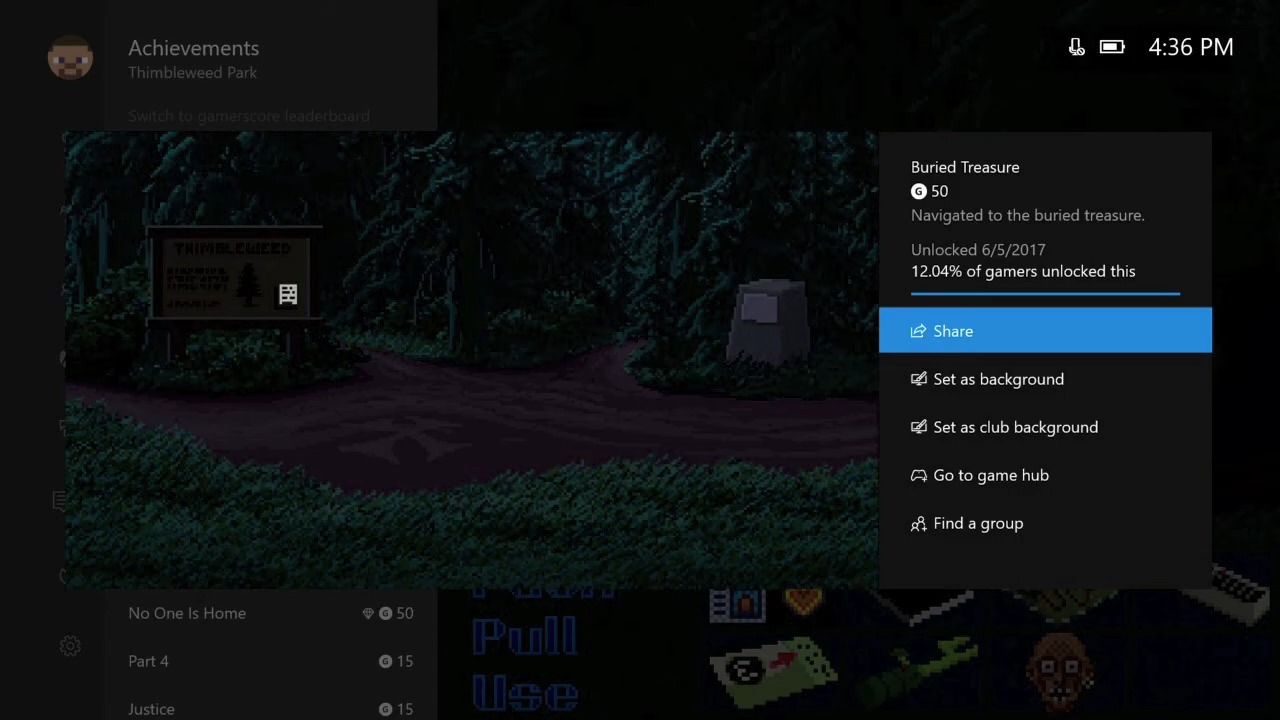 Achievements
Thimbleweed Park
Switch to gamerscore leaderboard
4:36 PM
THIMBLEWEED
Buried Treasure
G 50
Navigated to the buried treasure.
Unlocked 6/5/2017
12.04% of gamers unlocked this
Share
Set as background
Set as club background
Go to game hub
Find a group
No One Is Home G 50
Part 4 G 15
Justice G 15
Push
Pull
Use